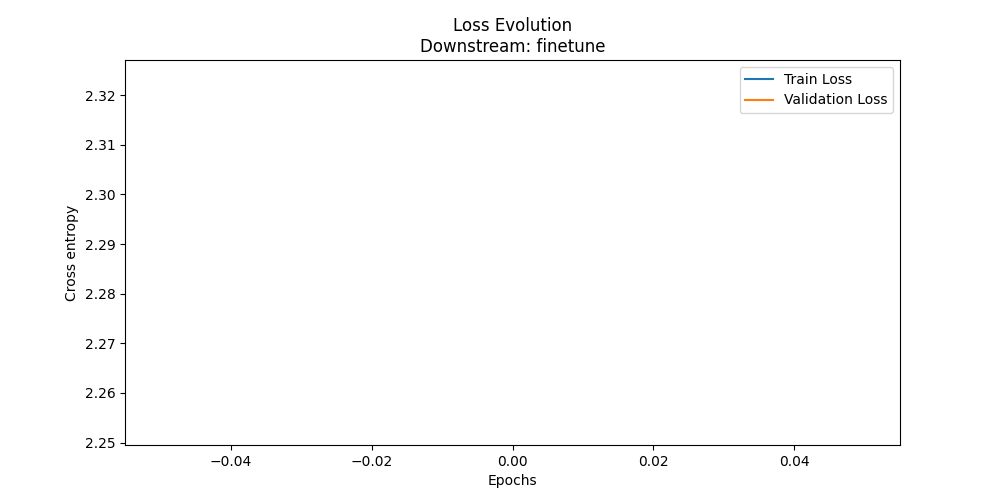 Loss Evolution
Downstream: finetune
Train Loss
Validation Loss
2.32
2.31
2.30
2.29
2.28
2.27
2.26
2.25
Cross entropy
−0.04
−0.02
0.00
0.02
0.04
Epochs